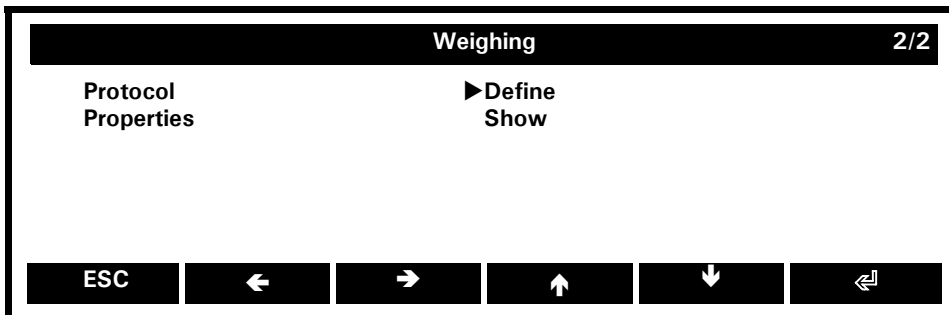 Weighing 2/2
Protocol ▶Define
Properties Show
ESC ← → ↑ ↓ ↵